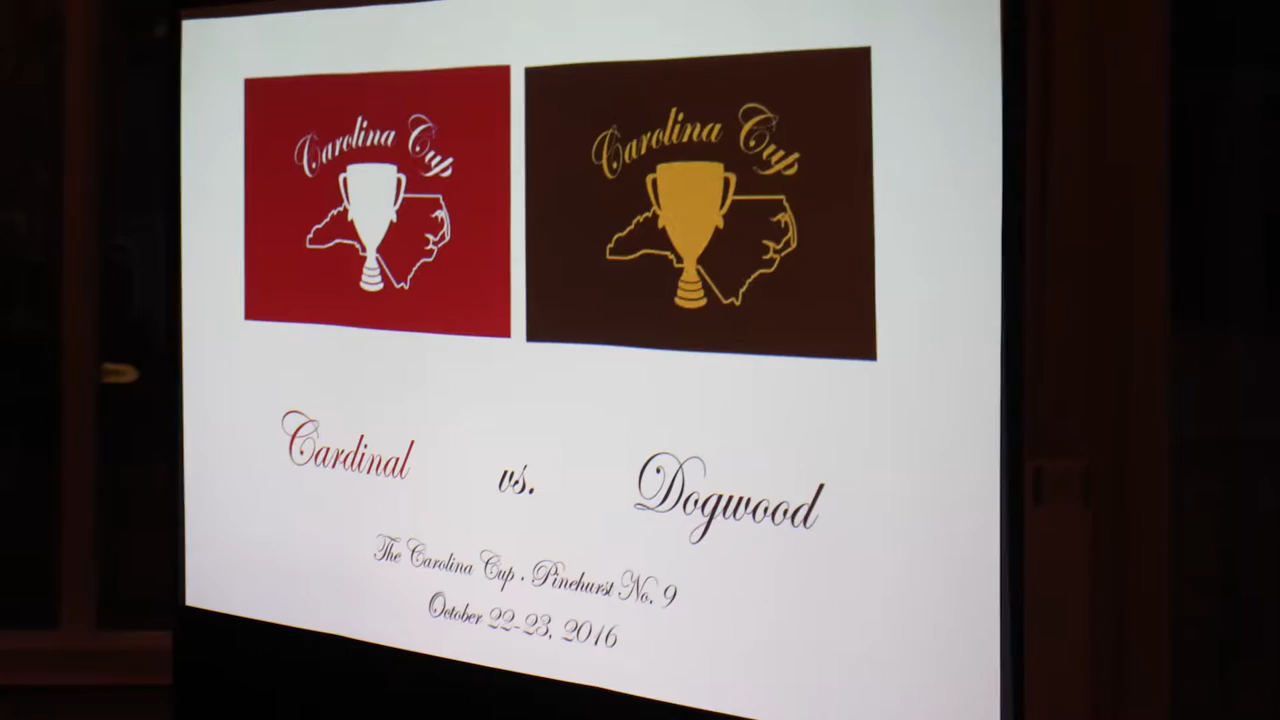 Carolina Cup
Carolina Cup
Cardinal vs. Dogwood
The Carolina Cup · Pinehurst No. 9
October 22-23, 2016